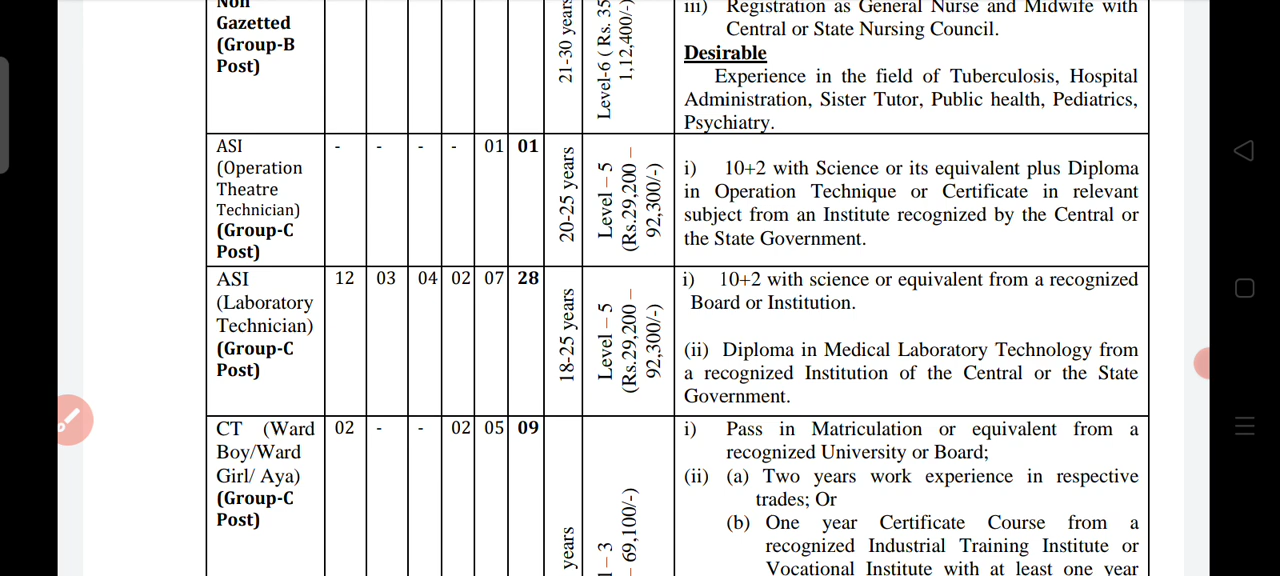 Non
Gazetted
(Group-B
Post)
21-30 years
Level-6 ( Rs. 35
1,12,400/-)
iii) Registration as General Nurse and Midwife with
Central or State Nursing Council.
Desirable
Experience in the field of Tuberculosis, Hospital
Administration, Sister Tutor, Public health, Pediatrics,
Psychiatry.
ASI
(Operation
Theatre
Technician)
(Group-C
Post)
- - - - 01 01
20-25 years
Level – 5
(Rs.29,200 –
92,300/-)
i) 10+2 with Science or its equivalent plus Diploma
in Operation Technique or Certificate in relevant
subject from an Institute recognized by the Central or
the State Government.
ASI
(Laboratory
Technician)
(Group-C
Post)
12 03 04 02 07 28
18-25 years
Level – 5
(Rs.29,200 –
92,300/-)
i) 10+2 with science or equivalent from a recognized
Board or Institution.
(ii) Diploma in Medical Laboratory Technology from
a recognized Institution of the Central or the State
Government.
CT (Ward
Boy/Ward
Girl/ Aya)
(Group-C
Post)
02 - - 02 05 09
years
– 3
– 69,100/-)
i) Pass in Matriculation or equivalent from a
recognized University or Board;
(ii) (a) Two years work experience in respective
trades; Or
(b) One year Certificate Course from a
recognized Industrial Training Institute or
Vocational Institute with at least one year